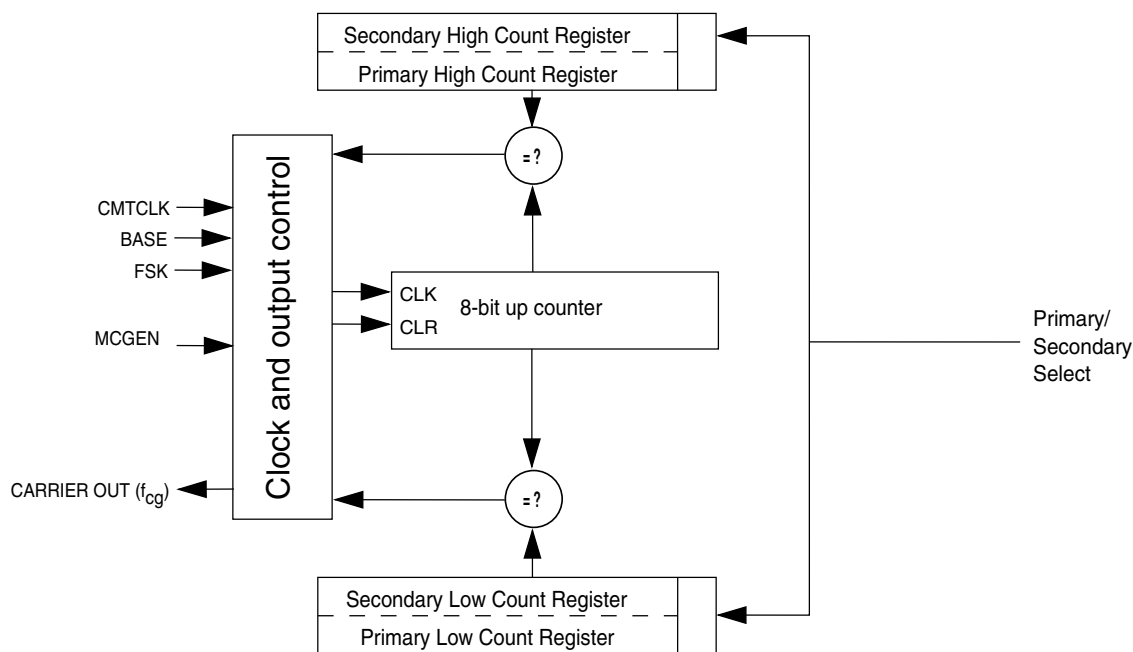 Secondary High Count Register
Primary High Count Register
= ?
Clock and output control
CMTCLK
BASE
FSK
MCGEN
CARRIER OUT (fcg)
CLK
CLR
8-bit up counter
Primary/
Secondary
Select
= ?
Secondary Low Count Register
Primary Low Count Register